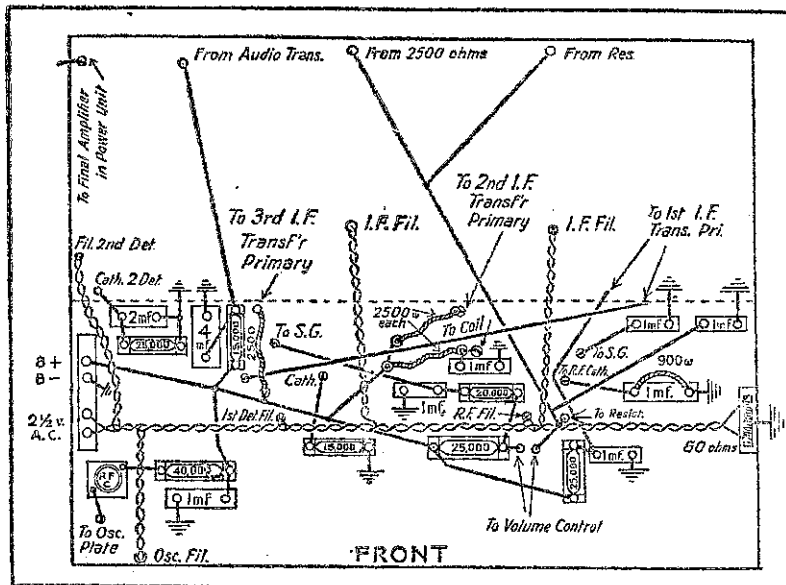 From Audio Trans.
From 2500 ohms
From Res.
To Final Amplifier
in Power Unit
To 2nd I.F.
Transf'r
Primary
To 3rd I.F.
Transf'r
Primary
I.F. Fil.
I.F. Fil.
To 1st I.F.
Trans. Pri.
Fil. 2nd Det.
Cath. 2 Det.
2mf
25,000
4
mf
15,000
2500
2500 ω
each
To Coil
To S.G.
Cath.
1mf
1mf
1mf
To S.G.
To R.F. Cath.
900 ω
1mf.
B+
B-
2½ v.
A.C.
1st Det. Fil.
1mf.
20,000
R.F. Fil.
To Resist.
60 ohms
15,000
25,000
25,000
1mf.
R F
C
40,000
1mf
To Osc.
Plate
Osc. Fil.
To Volume Control
FRONT